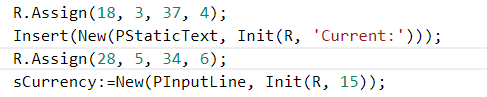 R.Assign(18, 3, 37, 4);
Insert(New(PStaticText, Init(R, 'Current:')));
R.Assign(28, 5, 34, 6);
sCurrency:=New(PInputLine, Init(R, 15));